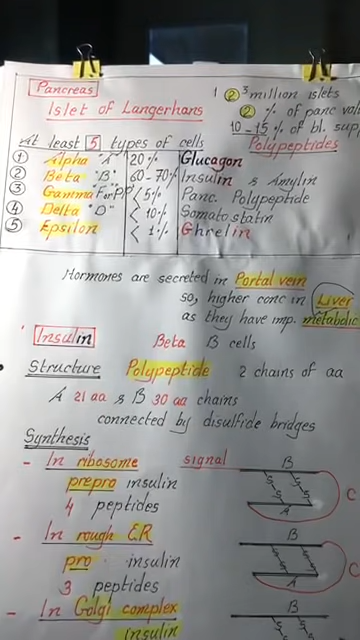 Pancreas
Islet of Langerhans
1 2 3 million islets
2 % of panc
10 - 15 % of bl. supp
At least 5 types of cells
Polypeptides
1 Alpha "A" 20% Glucagon
2 Beta "B" 60-70% Insulin & Amylin
3 Gamma "F or PP" < 5% Panc. Polypeptide
4 Delta "D" < 10% Somatostatin
5 Epsilon < 1% Ghrelin
Hormones are secreted in Portal vein
so, higher conc in Liver
as they have imp. metabolic
Insulin Beta B cells
Structure Polypeptide 2 chains of aa
A 21 aa & B 30 aa chains
connected by disulfide bridges
Synthesis
- In ribosome signal B
prepro insulin S S S S
4 peptides A C
- In rough ER B
pro insulin
3 peptides A C
- In Golgi complex B
insulin